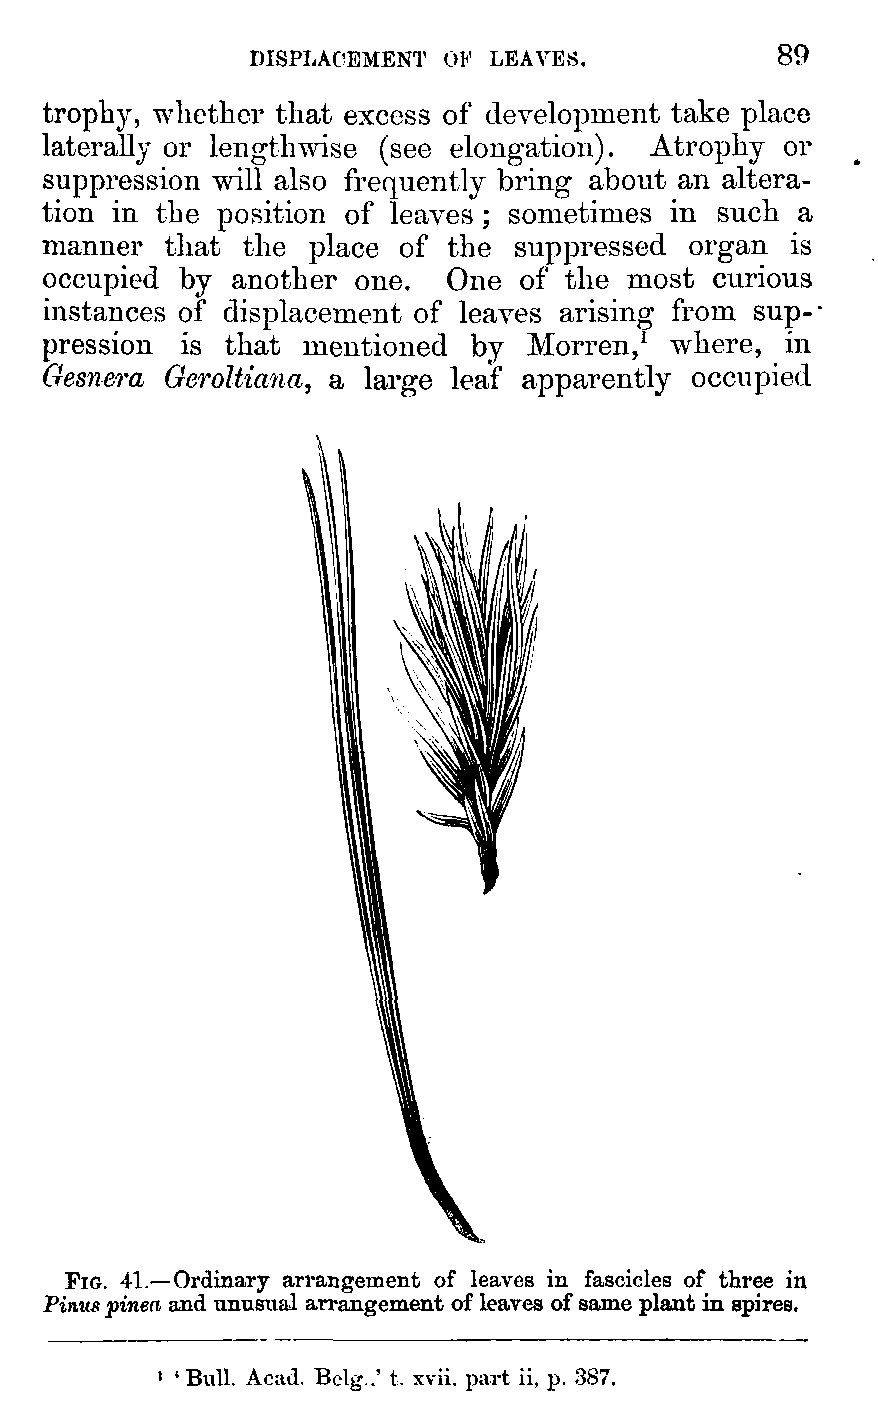 DISPLACEMENT OF LEAVES. 89
trophy, whether that excess of development take place
laterally or lengthwise (see elongation). Atrophy or
suppression will also frequently bring about an altera-
tion in the position of leaves; sometimes in such a
manner that the place of the suppressed organ is
occupied by another one. One of the most curious
instances of displacement of leaves arising from sup-
pression is that mentioned by Morren,¹ where, in
Gesnera Geroltiana, a large leaf apparently occupied
FIG. 41.—Ordinary arrangement of leaves in fascicles of three in
Pinus pinea and unusual arrangement of leaves of same plant in spires.
¹ 'Bull. Acad. Belg.,' t. xvii. part ii, p. 387.